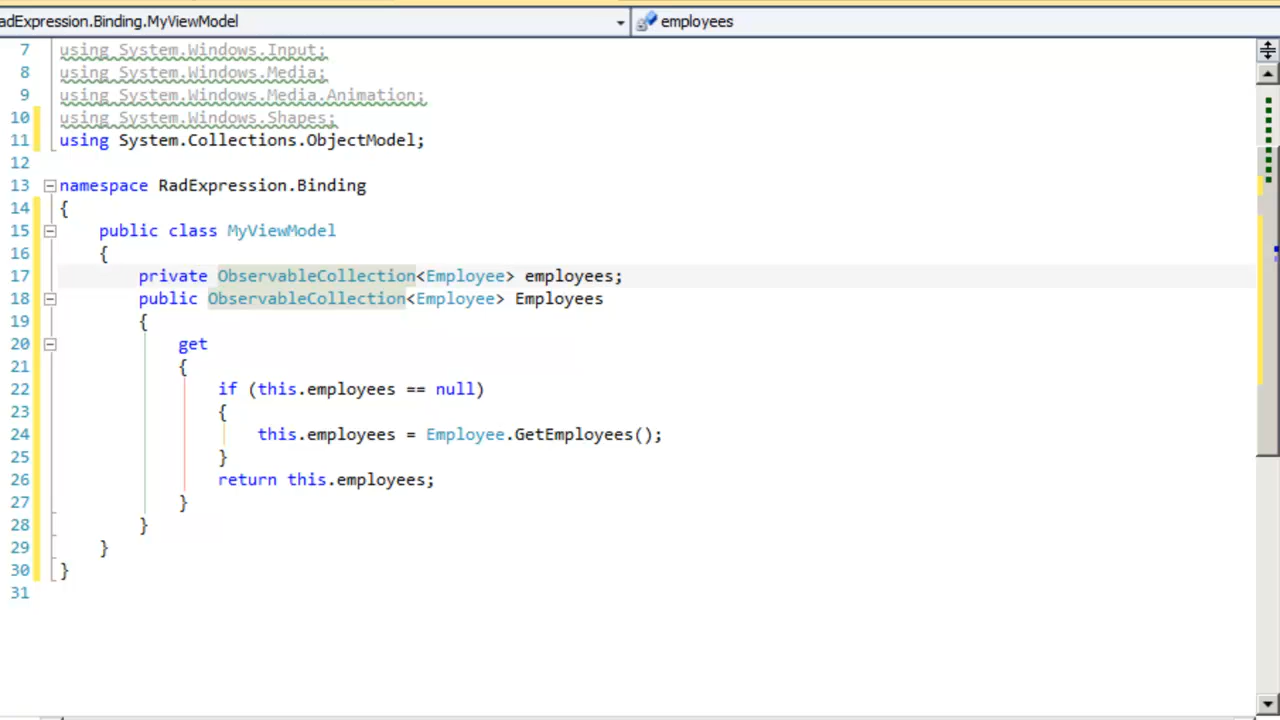 adExpression.Binding.MyViewModel employees
7 using System.Windows.Input;
8 using System.Windows.Media;
9 using System.Windows.Media.Animation;
10 using System.Windows.Shapes;
11 using System.Collections.ObjectModel;
12
13 namespace RadExpression.Binding
14 {
15 public class MyViewModel
16 {
17 private ObservableCollection<Employee> employees;
18 public ObservableCollection<Employee> Employees
19 {
20 get
21 {
22 if (this.employees == null)
23 {
24 this.employees = Employee.GetEmployees();
25 }
26 return this.employees;
27 }
28 }
29 }
30 }
31